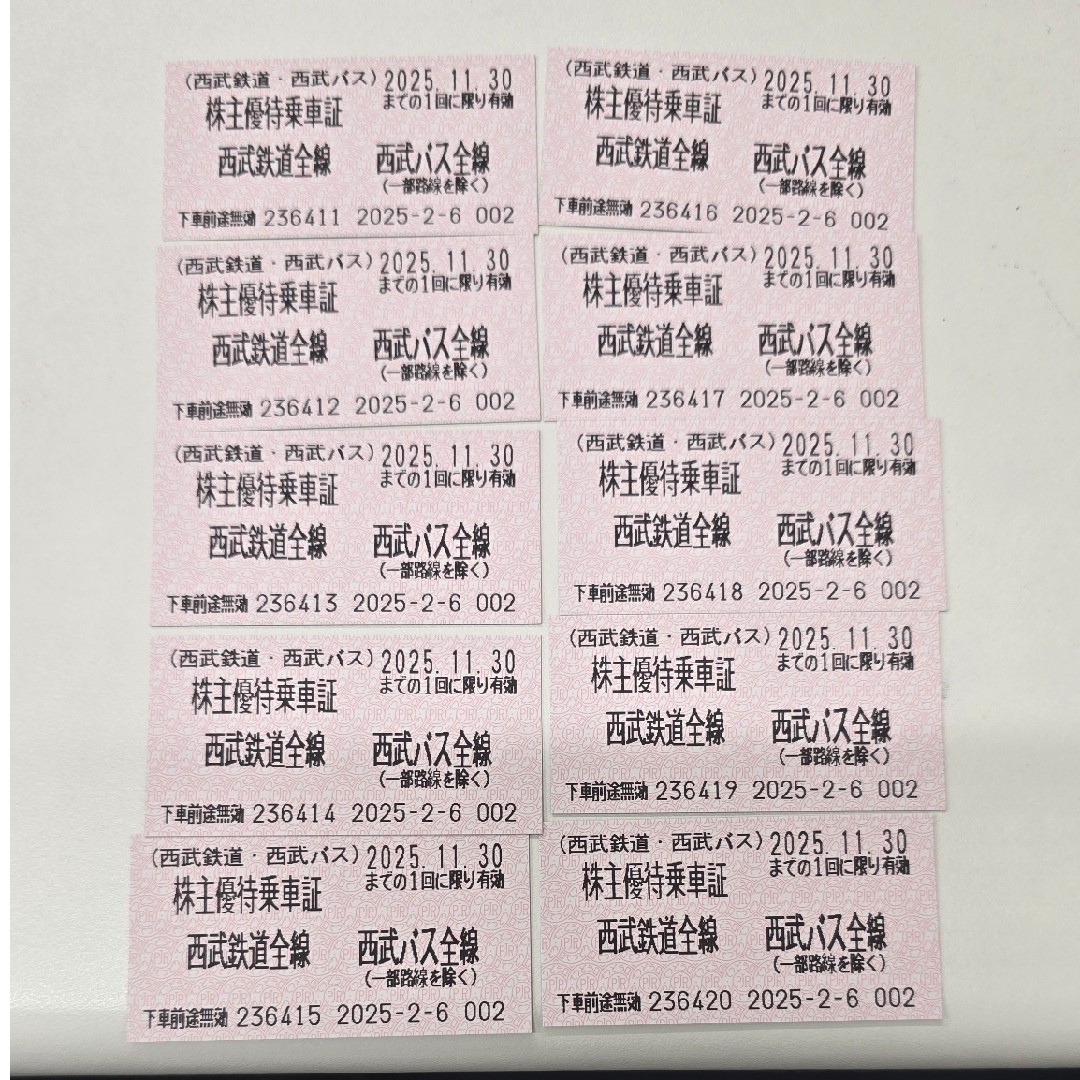 (西武鉄道・西武バス) 2025.11.30
株主優待乗車証 までの1回に限り有効
西武鉄道全線 西武バス全線
(一部路線を除く)
下車前途無効 236411 2025-2-6 002
(西武鉄道・西武バス) 2025.11.30
株主優待乗車証 までの1回に限り有効
西武鉄道全線 西武バス全線
(一部路線を除く)
下車前途無効 236412 2025-2-6 002
(西武鉄道・西武バス) 2025.11.30
株主優待乗車証 までの1回に限り有効
西武鉄道全線 西武バス全線
(一部路線を除く)
下車前途無効 236413 2025-2-6 002
(西武鉄道・西武バス) 2025.11.30
株主優待乗車証 までの1回に限り有効
西武鉄道全線 西武バス全線
(一部路線を除く)
下車前途無効 236414 2025-2-6 002
(西武鉄道・西武バス) 2025.11.30
株主優待乗車証 までの1回に限り有効
西武鉄道全線 西武バス全線
(一部路線を除く)
下車前途無効 236415 2025-2-6 002
(西武鉄道・西武バス) 2025.11.30
株主優待乗車証 までの1回に限り有効
西武鉄道全線 西武バス全線
(一部路線を除く)
下車前途無効 236416 2025-2-6 002
(西武鉄道・西武バス) 2025.11.30
株主優待乗車証 までの1回に限り有効
西武鉄道全線 西武バス全線
(一部路線を除く)
下車前途無効 236417 2025-2-6 002
(西武鉄道・西武バス) 2025.11.30
株主優待乗車証 までの1回に限り有効
西武鉄道全線 西武バス全線
(一部路線を除く)
下車前途無効 236418 2025-2-6 002
(西武鉄道・西武バス) 2025.11.30
株主優待乗車証 までの1回に限り有効
西武鉄道全線 西武バス全線
(一部路線を除く)
下車前途無効 236419 2025-2-6 002
(西武鉄道・西武バス) 2025.11.30
株主優待乗車証 までの1回に限り有効
西武鉄道全線 西武バス全線
(一部路線を除く)
下車前途無効 236420 2025-2-6 002